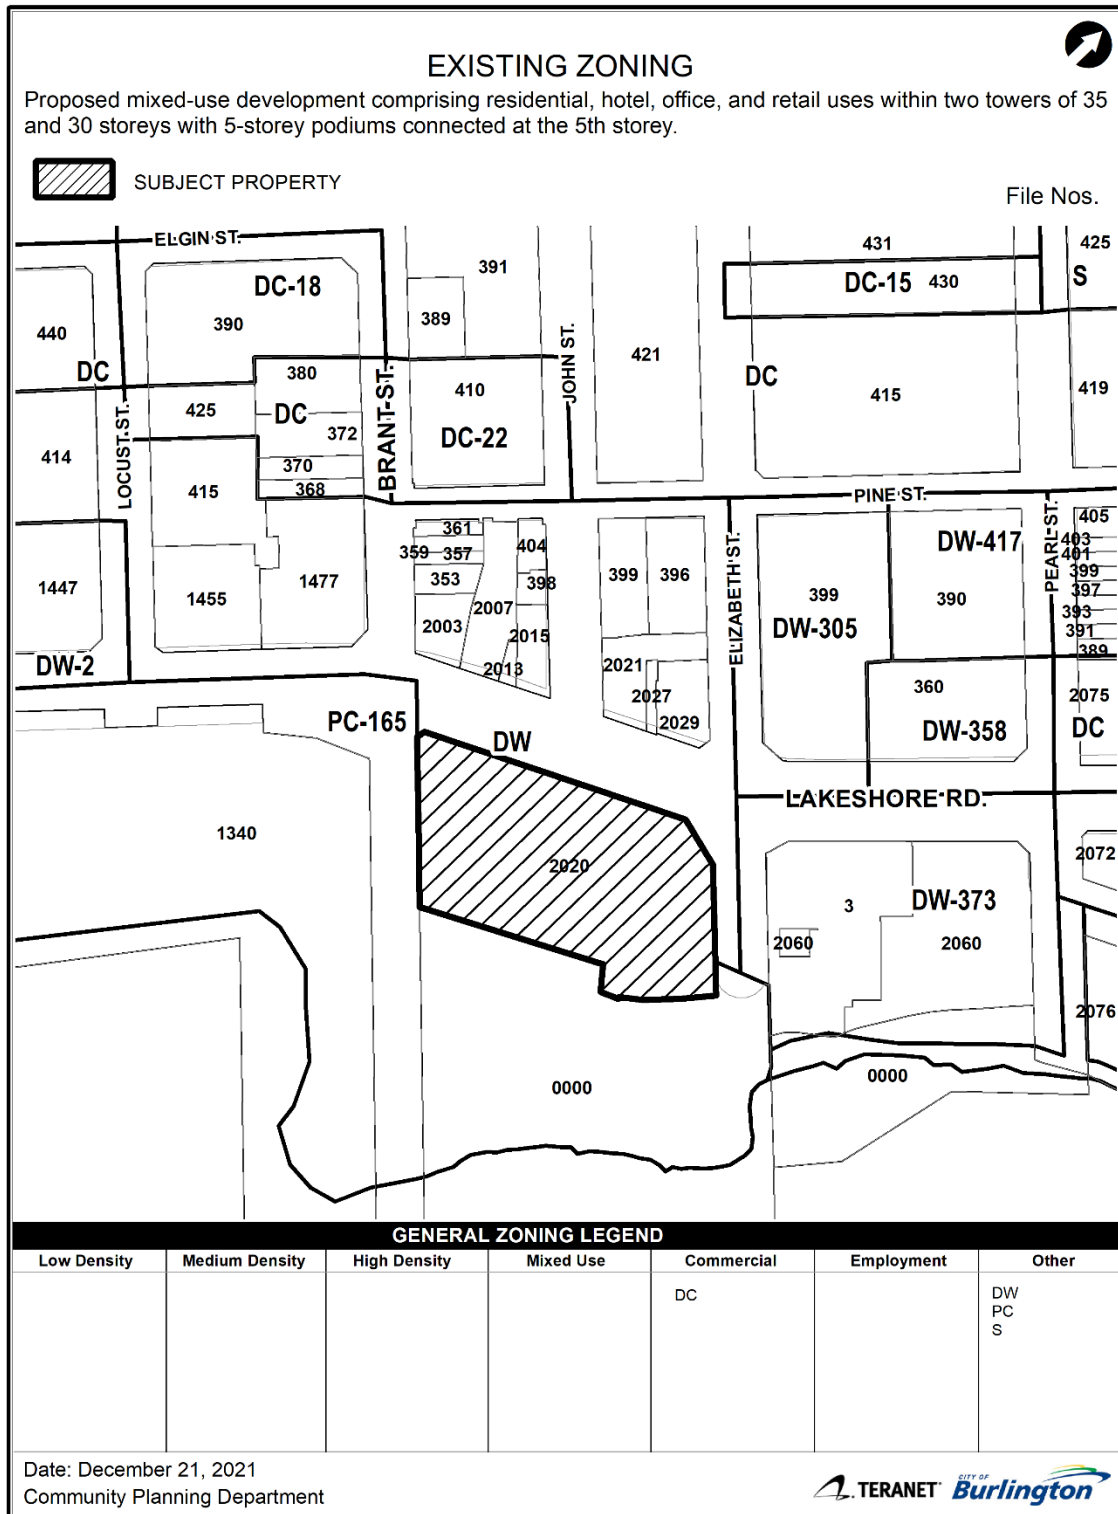 EXISTING ZONING
Proposed mixed-use development comprising residential, hotel, office, and retail uses within two towers of 35
and 30 storeys with 5-storey podiums connected at the 5th storey.
SUBJECT PROPERTY
File Nos.
ELGIN ST.
431
425
391
DC-18
DC-15 430
S
389
390
440
421
JOHN ST.
DC
380
410
DC
415
419
BRANT ST.
425
DC
LOCUST ST.
372
DC-22
414
370
415
368
PINE ST.
361
404
DW-417
405
PEARL ST.
359
357
403
401
353
398
399
396
399
390
399
1447
1455
1477
397
2007
ELIZABETH ST.
393
2003
2015
DW-305
391
389
DW-2
2013
2021
360
2075
2027
PC-165
2029
DW-358
DC
DW
LAKESHORE RD.
1340
2072
2020
3
DW-373
2060
2060
2076
0000
0000
GENERAL ZONING LEGEND
Low Density
Medium Density
High Density
Mixed Use
Commercial
Employment
Other
DC
DW
PC
S
Date: December 21, 2021
Community Planning Department
TERANET
CITY OF
Burlington